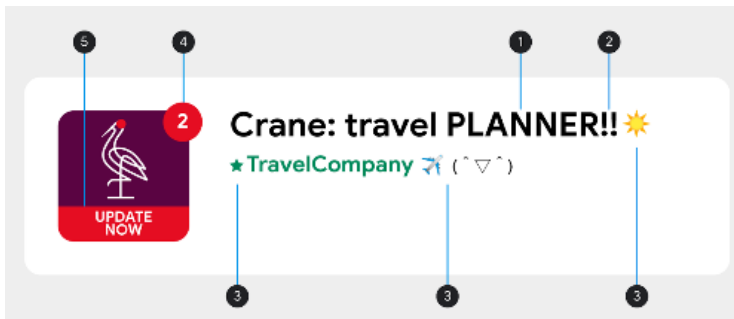 5 4 1 2
2
Crane: travel PLANNER!!☀️
★TravelCompany ✈️ (ˆ▽ˆ)
UPDATE
NOW
3 3 3